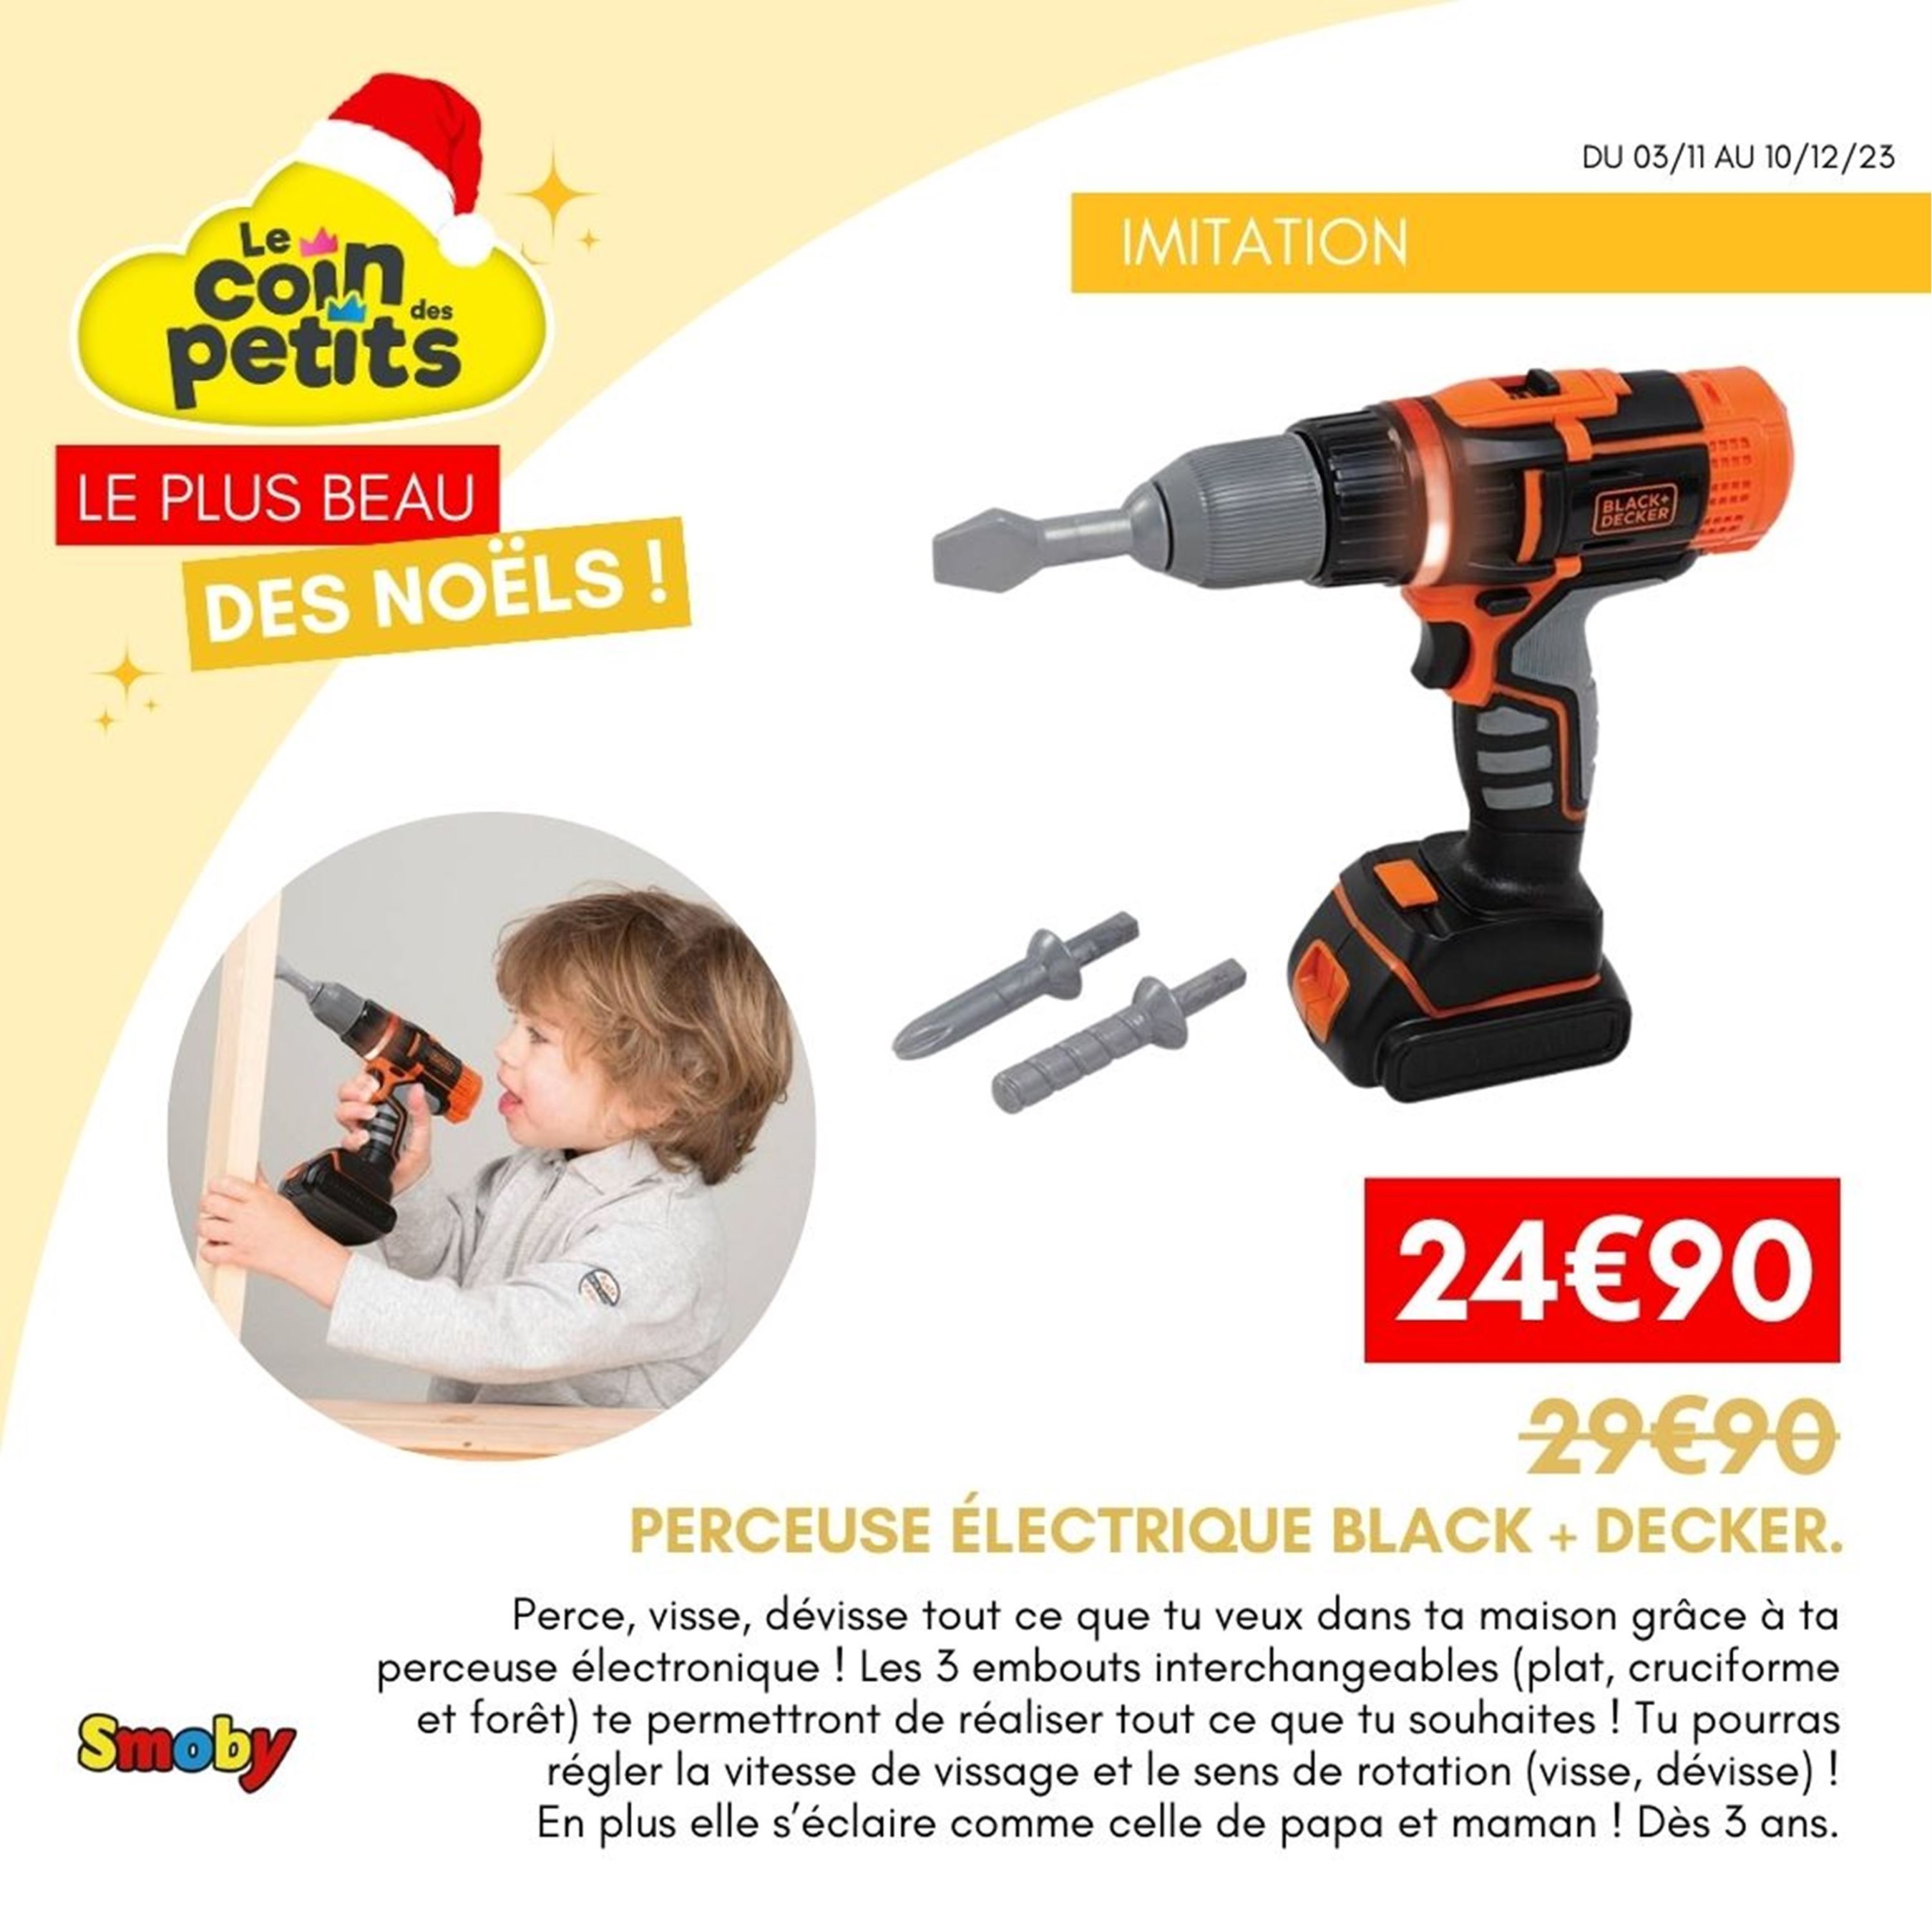 Le
coin
des
petits
LE PLUS BEAU
DES NOËLS !
DU 03/11 AU 10/12/23
IMITATION
BLACK+
DECKER
24€90
29€90
PERCEUSE ÉLECTRIQUE BLACK + DECKER.
Perce, visse, dévisse tout ce que tu veux dans ta maison grâce à ta
perceuse électronique ! Les 3 embouts interchangeables (plat, cruciforme
et forêt) te permettront de réaliser tout ce que tu souhaites ! Tu pourras
régler la vitesse de vissage et le sens de rotation (visse, dévisse) !
En plus elle s’éclaire comme celle de papa et maman ! Dès 3 ans.
Smoby